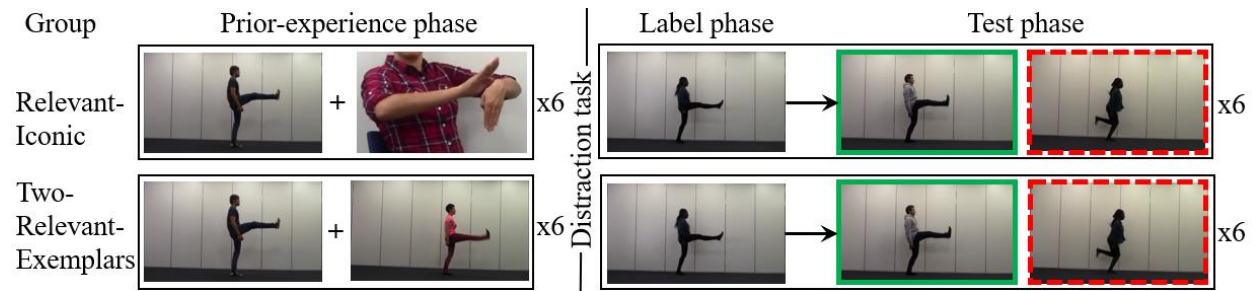 Group Prior-experience phase Label phase Test phase
Relevant-
Iconic
+
x6
Distraction task
x6
Two-
Relevant-
Exemplars
+
x6
x6